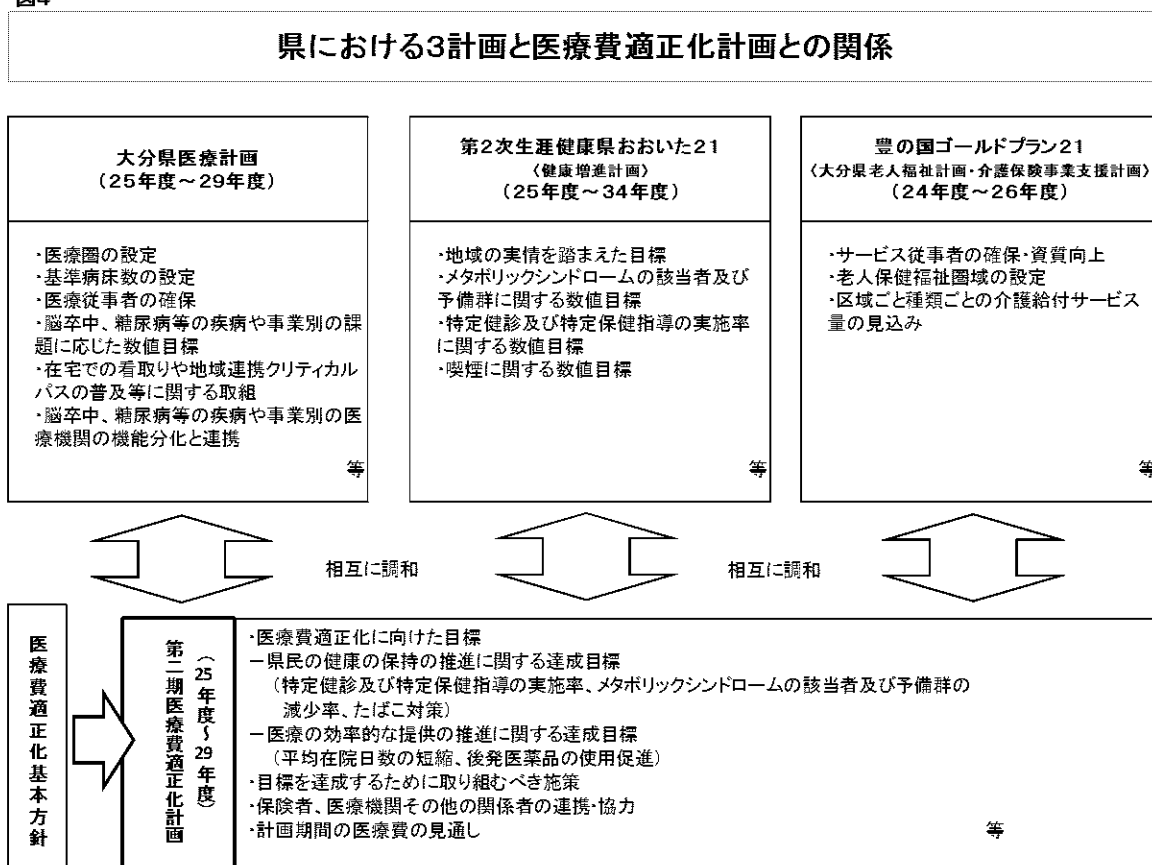 図4
県における3計画と医療費適正化計画との関係
大分県医療計画
（25年度～29年度）
・医療圏の設定
・基準病床数の設定
・医療従事者の確保
・脳卒中、糖尿病等の疾病や事業別の課
題に応じた数値目標
・在宅での看取りや地域連携クリティカル
パスの普及等に関する取組
・脳卒中、糖尿病等の疾病や事業別の医
療機関の機能分化と連携
等
第2次生涯健康県おおいた21
〈健康増進計画〉
（25年度～34年度）
・地域の実情を踏まえた目標
・メタボリックシンドロームの該当者及び
予備群に関する数値目標
・特定健診及び特定保健指導の実施率
に関する数値目標
・喫煙に関する数値目標
等
豊の国ゴールドプラン21
〈大分県老人福祉計画・介護保険事業支援計画〉
（24年度～26年度）
・サービス従事者の確保・資質向上
・老人保健福祉圏域の設定
・区域ごと種類ごとの介護給付サービス
量の見込み
等
相互に調和
相互に調和
医療費適正化基本方針
第二期医療費適正化計画
（25年度～29年度）
・医療費適正化に向けた目標
－県民の健康の保持の推進に関する達成目標
（特定健診及び特定保健指導の実施率、メタボリックシンドロームの該当者及び予備群の
減少率、たばこ対策）
－医療の効率的な提供の推進に関する達成目標
（平均在院日数の短縮、後発医薬品の使用促進）
・目標を達成するために取り組むべき施策
・保険者、医療機関その他の関係者の連携・協力
・計画期間の医療費の見通し
等